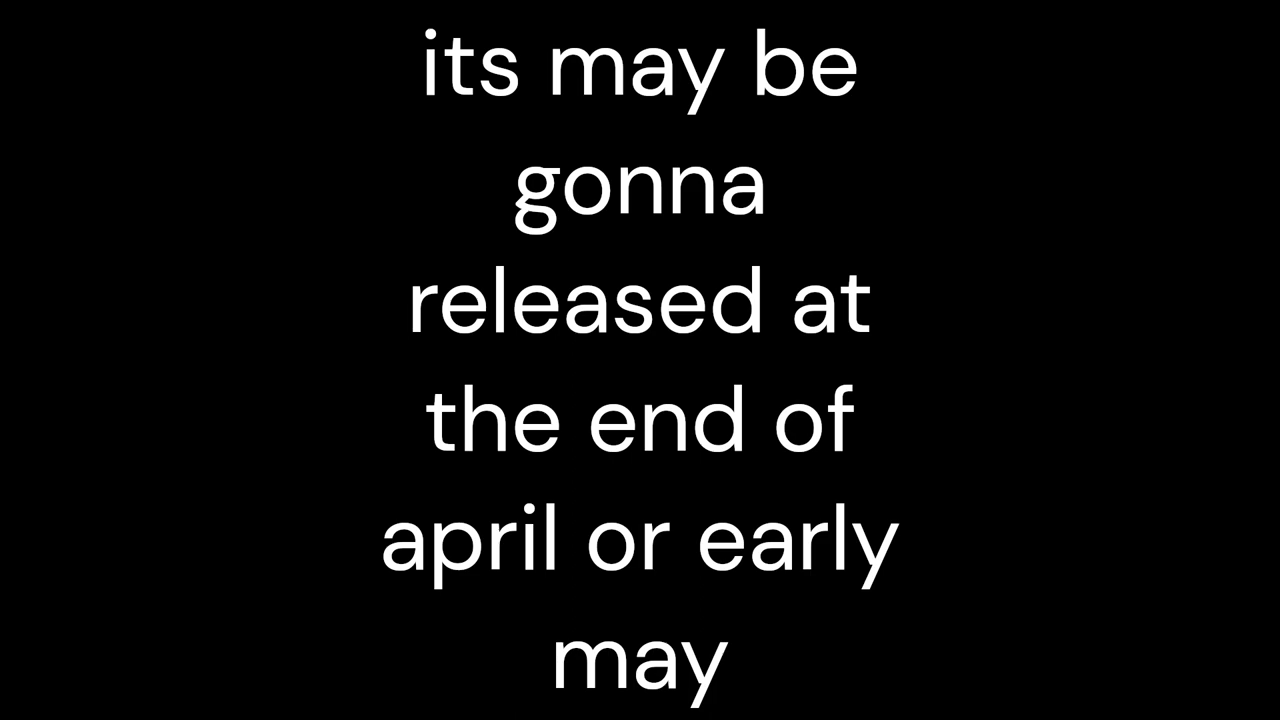 its may be
gonna
released at
the end of
april or early
may